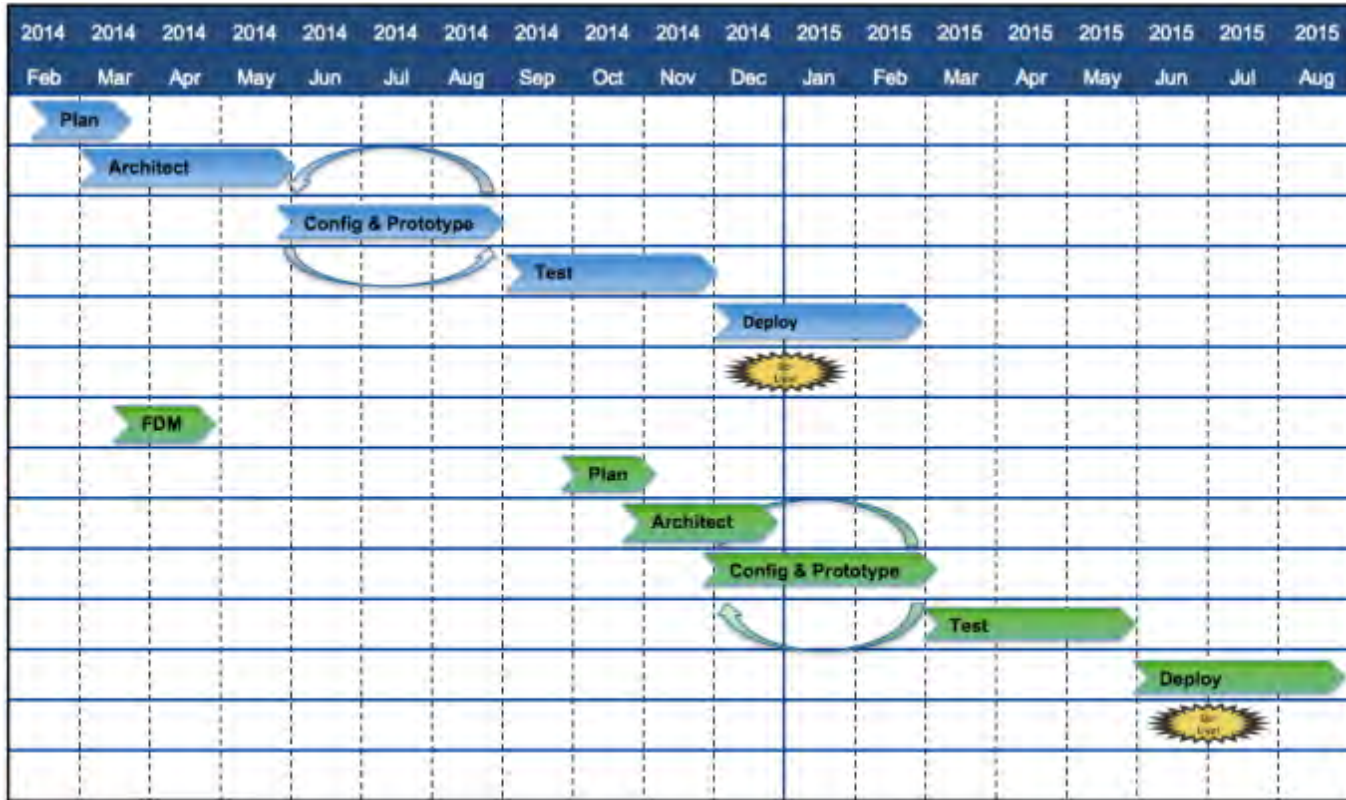 2014 2014 2014 2014 2014 2014 2014 2014 2014 2014 2014 2015 2015 2015 2015 2015 2015 2015 2015
Feb Mar Apr May Jun Jul Aug Sep Oct Nov Dec Jan Feb Mar Apr May Jun Jul Aug
Plan
Architect
Config & Prototype
Test
Deploy
FDM
Plan
Architect
Config & Prototype
Test
Deploy